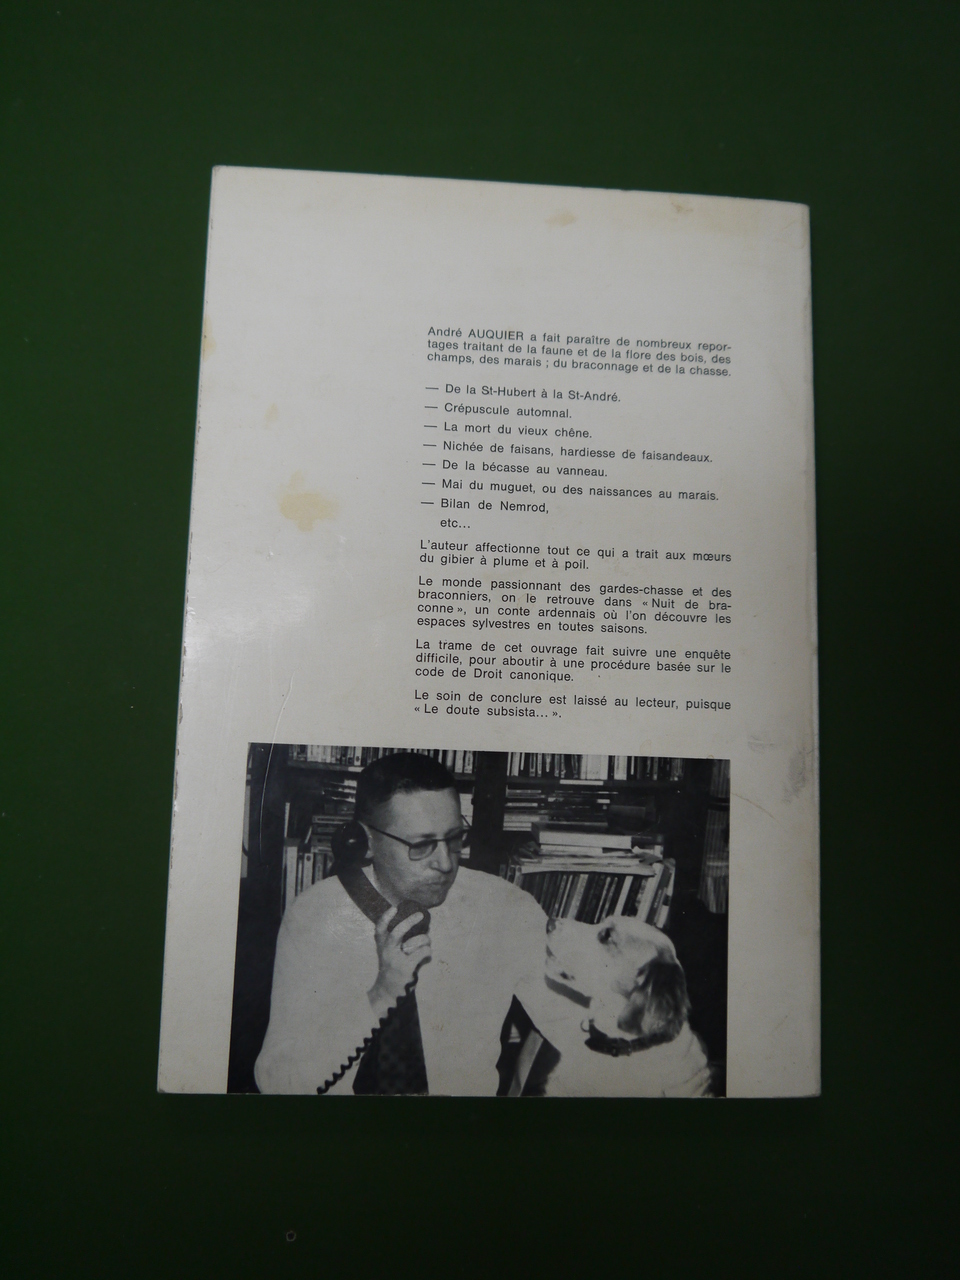 André AUQUIER a fait paraître de nombreux repor-
tages traitant de la faune et de la flore des bois, des
champs, des marais ; du braconnage et de la chasse.
— De la St-Hubert à la St-André.
— Crépuscule automnal.
— La mort du vieux chêne.
— Nichée de faisans, hardiesse de faisandeaux.
— De la bécasse au vanneau.
— Mai du muguet, ou des naissances au marais.
— Bilan de Nemrod,
etc...
L'auteur affectionne tout ce qui a trait aux mœurs
du gibier à plume et à poil.
Le monde passionnant des gardes-chasse et des
braconniers, on le retrouve dans « Nuit de bra-
conne », un conte ardennais où l'on découvre les
espaces sylvestres en toutes saisons.
La trame de cet ouvrage fait suivre une enquête
difficile, pour aboutir à une procédure basée sur le
code de Droit canonique.
Le soin de conclure est laissé au lecteur, puisque
« Le doute subsista... ».